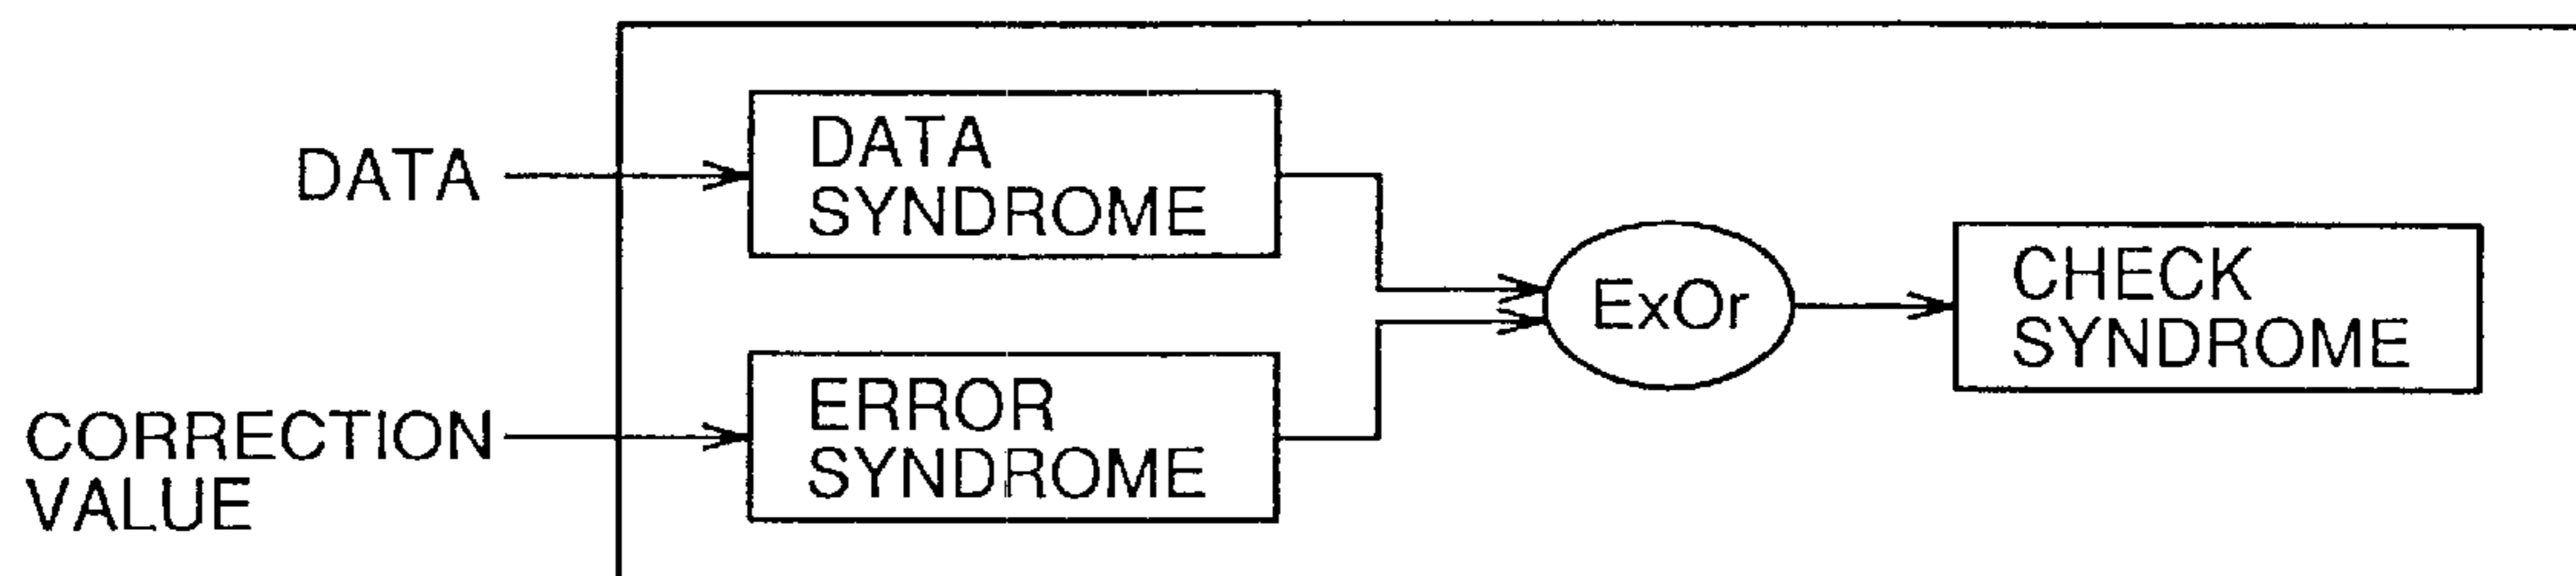 DATA
DATA
SYNDROME
ExOr
CHECK
SYNDROME
CORRECTION
VALUE
ERROR
SYNDROME